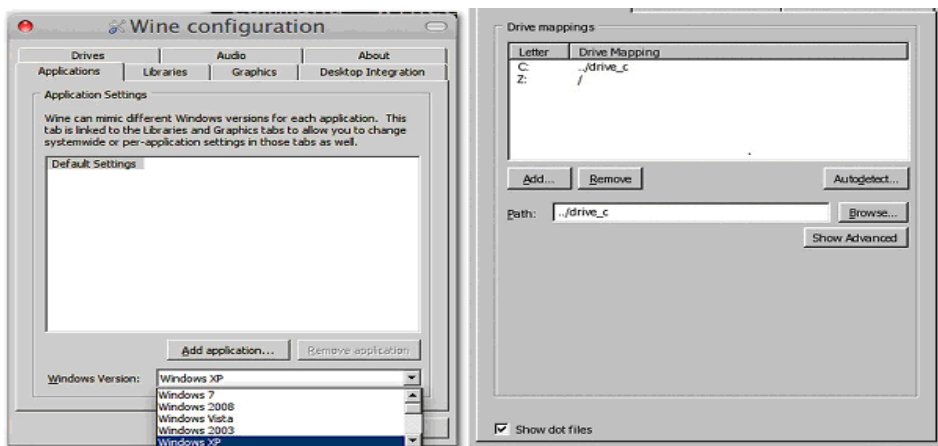 Wine configuration
Drives Audio About
Applications Libraries Graphics Desktop Integration
Application Settings
Wine can mimic different Windows versions for each application. This
tab is linked to the Libraries and Graphics tabs to allow you to change
systemwide or per-application settings in those tabs as well.
Default Settings
Add application... Remove application
Windows Version: Windows XP
Windows 7
Windows 2008
Windows Vista
Windows 2003
Windows XP
Drive mappings
Letter Drive Mapping
C: ../drive_c
Z: /
Add... Remove Autodetect...
Path: ../drive_c Browse...
Show Advanced
Show dot files